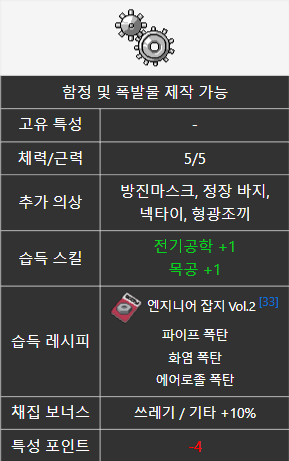 함정 및 폭발물 제작 가능
고유 특성 -
체력/근력 5/5
추가 의상 방진마스크, 정장 바지,
넥타이, 형광조끼
습득 스킬 전기공학 +1
목공 +1
습득 레시피 엔지니어 잡지 Vol.2 [33]
파이프 폭탄
화염 폭탄
에어로졸 폭탄
채집 보너스 쓰레기 / 기타 +10%
특성 포인트 -4